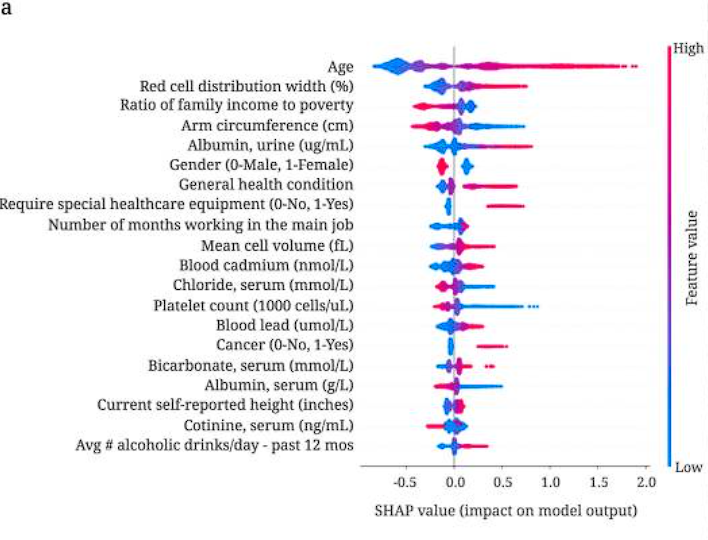 a
High
Age
Red cell distribution width (%)
Ratio of family income to poverty
Arm circumference (cm)
Albumin, urine (ug/mL)
Gender (0-Male, 1-Female)
General health condition
Require special healthcare equipment (0-No, 1-Yes)
Number of months working in the main job
Mean cell volume (fL)
Blood cadmium (nmol/L)
Chloride, serum (mmol/L)
Platelet count (1000 cells/uL)
Blood lead (umol/L)
Cancer (0-No, 1-Yes)
Bicarbonate, serum (mmol/L)
Albumin, serum (g/L)
Current self-reported height (inches)
Cotinine, serum (ng/mL)
Avg # alcoholic drinks/day - past 12 mos
Feature value
Low
-0.5 0.0 0.5 1.0 1.5 2.0
SHAP value (impact on model output)